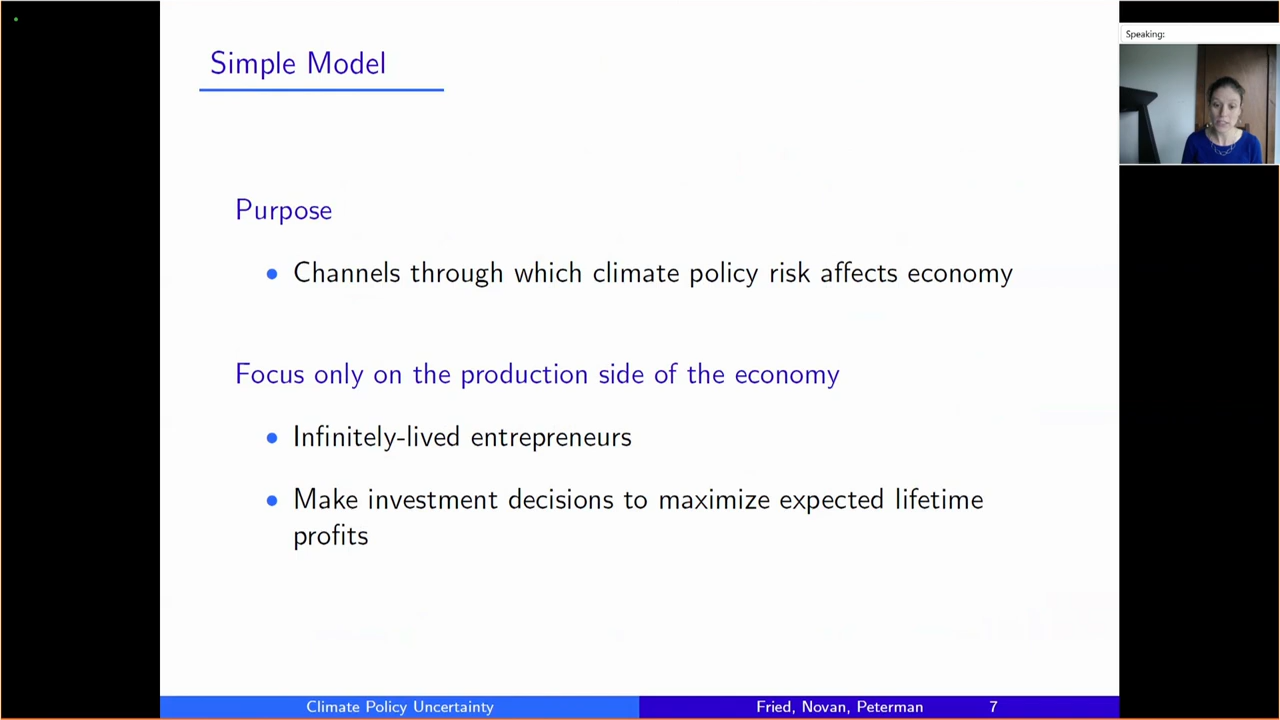 Simple Model
Speaking:
Purpose
• Channels through which climate policy risk affects economy
Focus only on the production side of the economy
• Infinitely-lived entrepreneurs
• Make investment decisions to maximize expected lifetime
profits
Climate Policy Uncertainty
Fried, Novan, Peterman 7